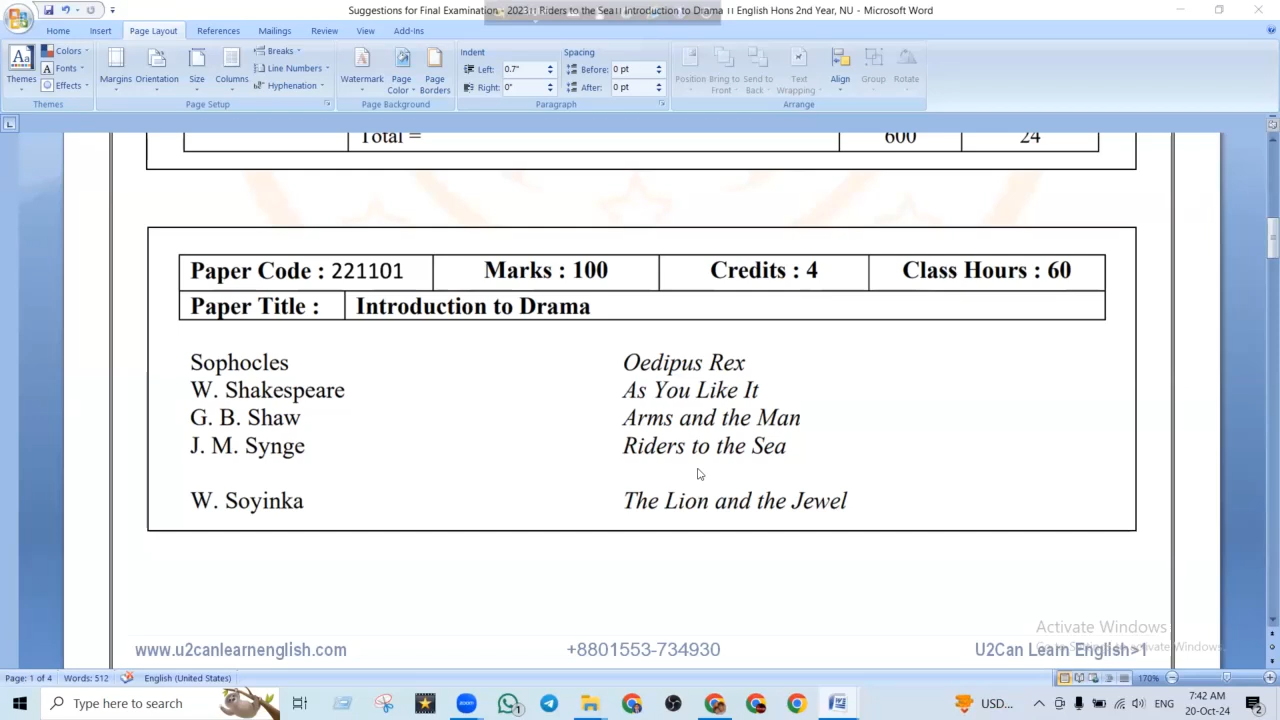 Suggestions for Final Examination - 2023 ।। Riders to the Sea ।। Introduction to Drama ।। English Hons 2nd Year, NU - Microsoft Word
Home Insert Page Layout References Mailings Review View Add-Ins
Themes Colors Fonts Effects
Margins Orientation Size Columns Breaks Line Numbers Hyphenation
Watermark Page Color Page Borders
Indent Left: 0.7" Right: 0"
Spacing Before: 0 pt After: 0 pt
Position Bring to Front Send to Back Text Wrapping Align Group Rotate
Themes Page Setup Page Background Paragraph Arrange
Total = 600 24
Paper Code : 221101 Marks : 100 Credits : 4 Class Hours : 60
Paper Title : Introduction to Drama
Sophocles Oedipus Rex
W. Shakespeare As You Like It
G. B. Shaw Arms and the Man
J. M. Synge Riders to the Sea
W. Soyinka The Lion and the Jewel
Activate Windows
Go to Settings to activate Windows.
www.u2canlearnenglish.com +8801553-734930 U2Can Learn English>1
Page: 1 of 4 Words: 512 English (United States) 170%
Type here to search USD... 7:42 AM
20-Oct-24